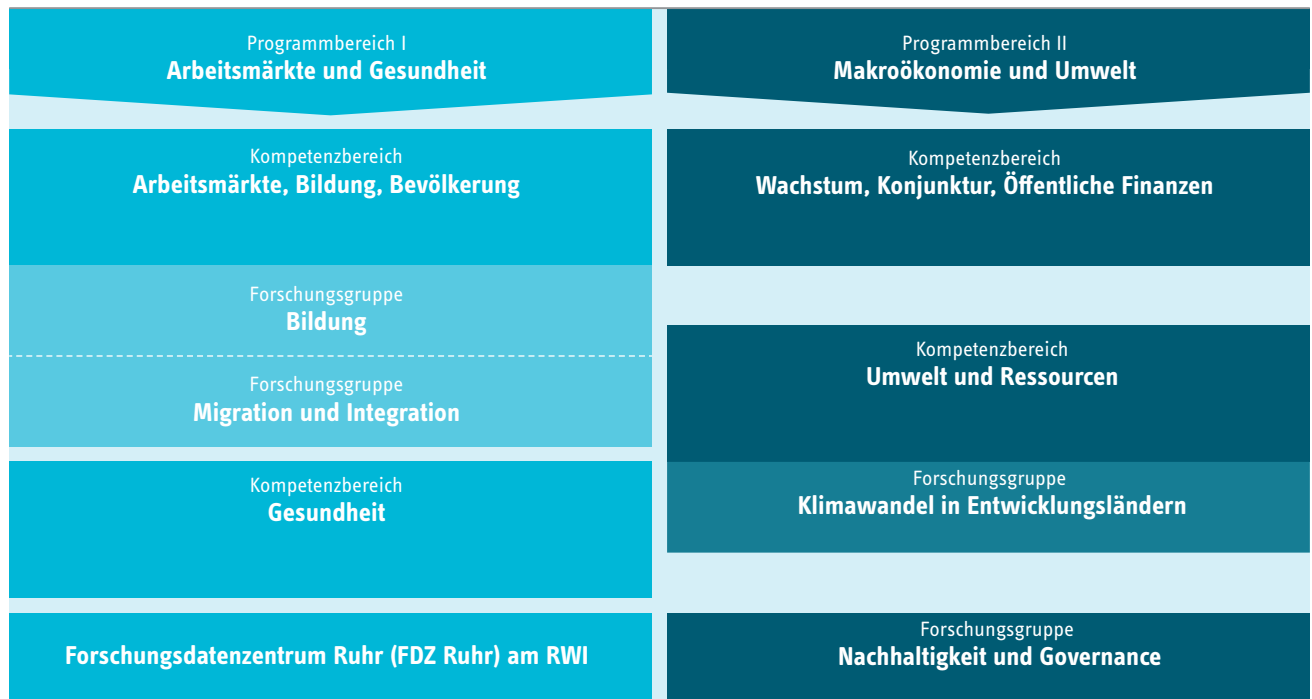 Programmbereich I
Arbeitsmärkte und Gesundheit
Kompetenzbereich
Arbeitsmärkte, Bildung, Bevölkerung
Forschungsgruppe
Bildung
Forschungsgruppe
Migration und Integration
Kompetenzbereich
Gesundheit
Forschungsdatenzentrum Ruhr (FDZ Ruhr) am RWI
Programmbereich II
Makroökonomie und Umwelt
Kompetenzbereich
Wachstum, Konjunktur, Öffentliche Finanzen
Kompetenzbereich
Umwelt und Ressourcen
Forschungsgruppe
Klimawandel in Entwicklungsländern
Forschungsgruppe
Nachhaltigkeit und Governance